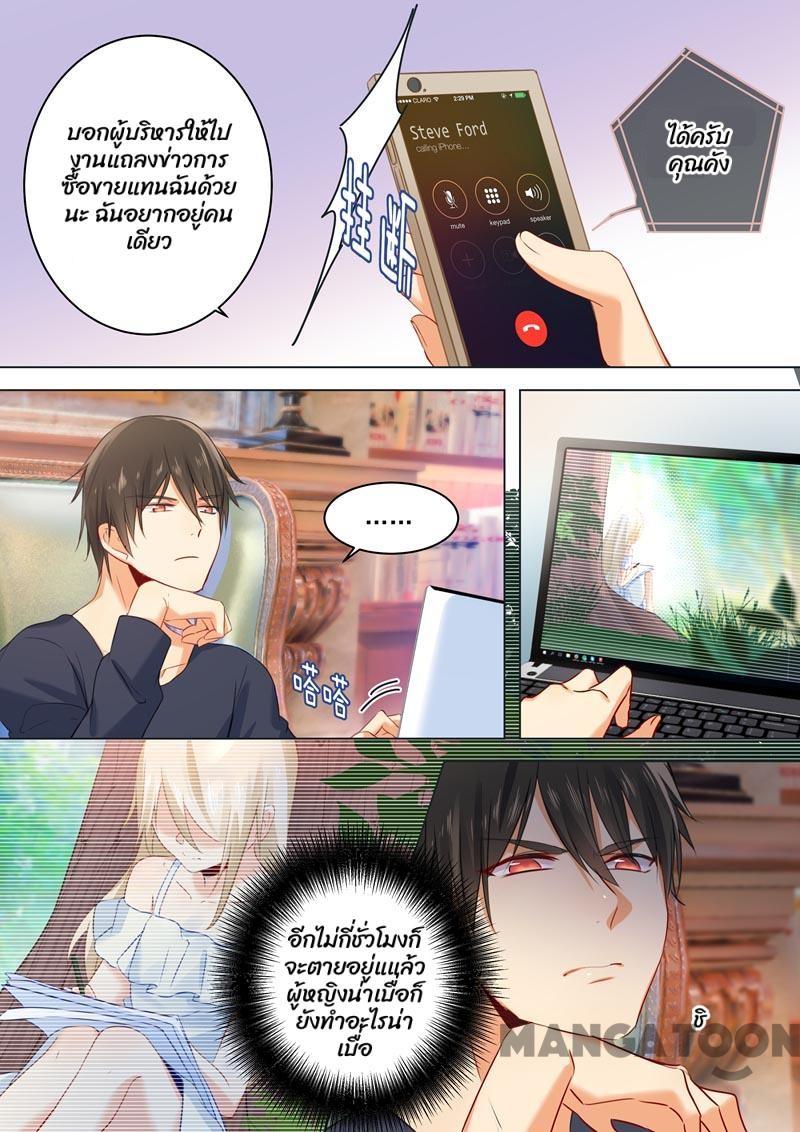 บอกผู้บริหารให้ไป
งานแถลงข่าวการ
ซื้อขายแทนฉันด้วย
นะ ฉันอยากอยู่คน
เดียว
挂断
CLARO
2:29 PM
Steve Ford
calling iPhone...
mute
keypad
speaker
ได้ครับ
คุณคัง
......
嗒嗒
อีกไม่กี่ชั่วโมงก็
จะตายอยู่แแล้ว
ผู้หญิงน่าเบื่อก็
ยังทำอะไรน่า
เบื่อ
ชิ
MANGATOON